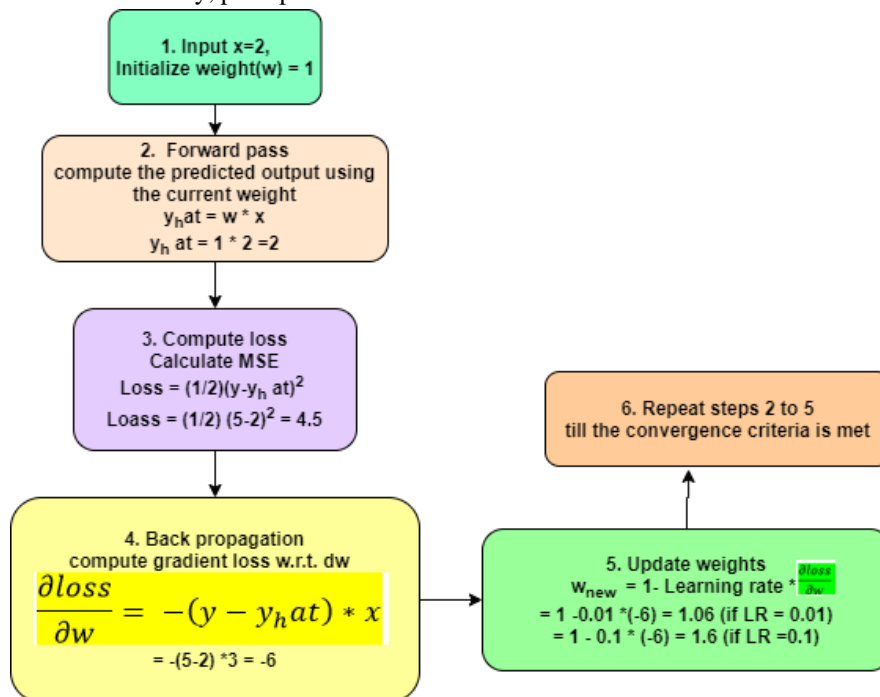 1. Input x=2,
Initialize weight(w) = 1
2. Forward pass
compute the predicted output using
the current weight
yₕat = w * x
yₕ at = 1 * 2 =2
3. Compute loss
Calculate MSE
Loss = (1/2)(y-yₕ at)²
Loass = (1/2) (5-2)² = 4.5
4. Back propagation
compute gradient loss w.r.t. dw
∂loss/∂w = −(y − yₕat) * x
= -(5-2) *3 = -6
5. Update weights
w_new = 1- Learning rate * ∂loss/∂w
= 1 -0.01 *(-6) = 1.06 (if LR = 0.01)
= 1 - 0.1 * (-6) = 1.6 (if LR =0.1)
6. Repeat steps 2 to 5
till the convergence criteria is met